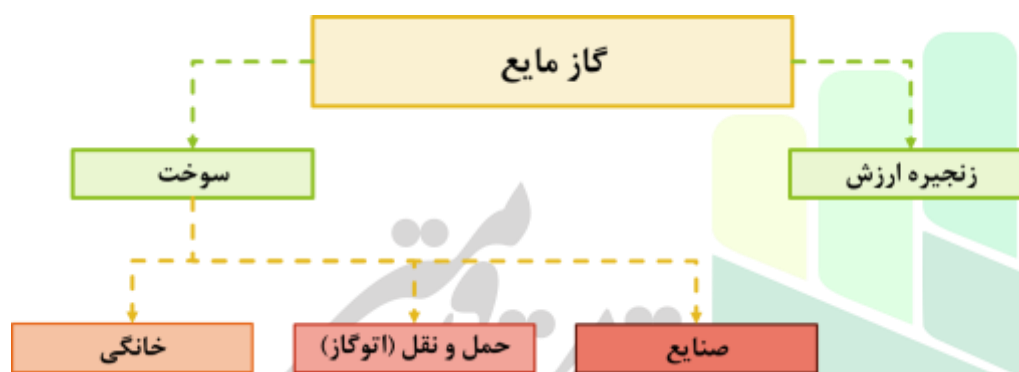 گاز مایع
زنجیره ارزش
سوخت
صنایع
حمل و نقل (اتوگاز)
خانگی